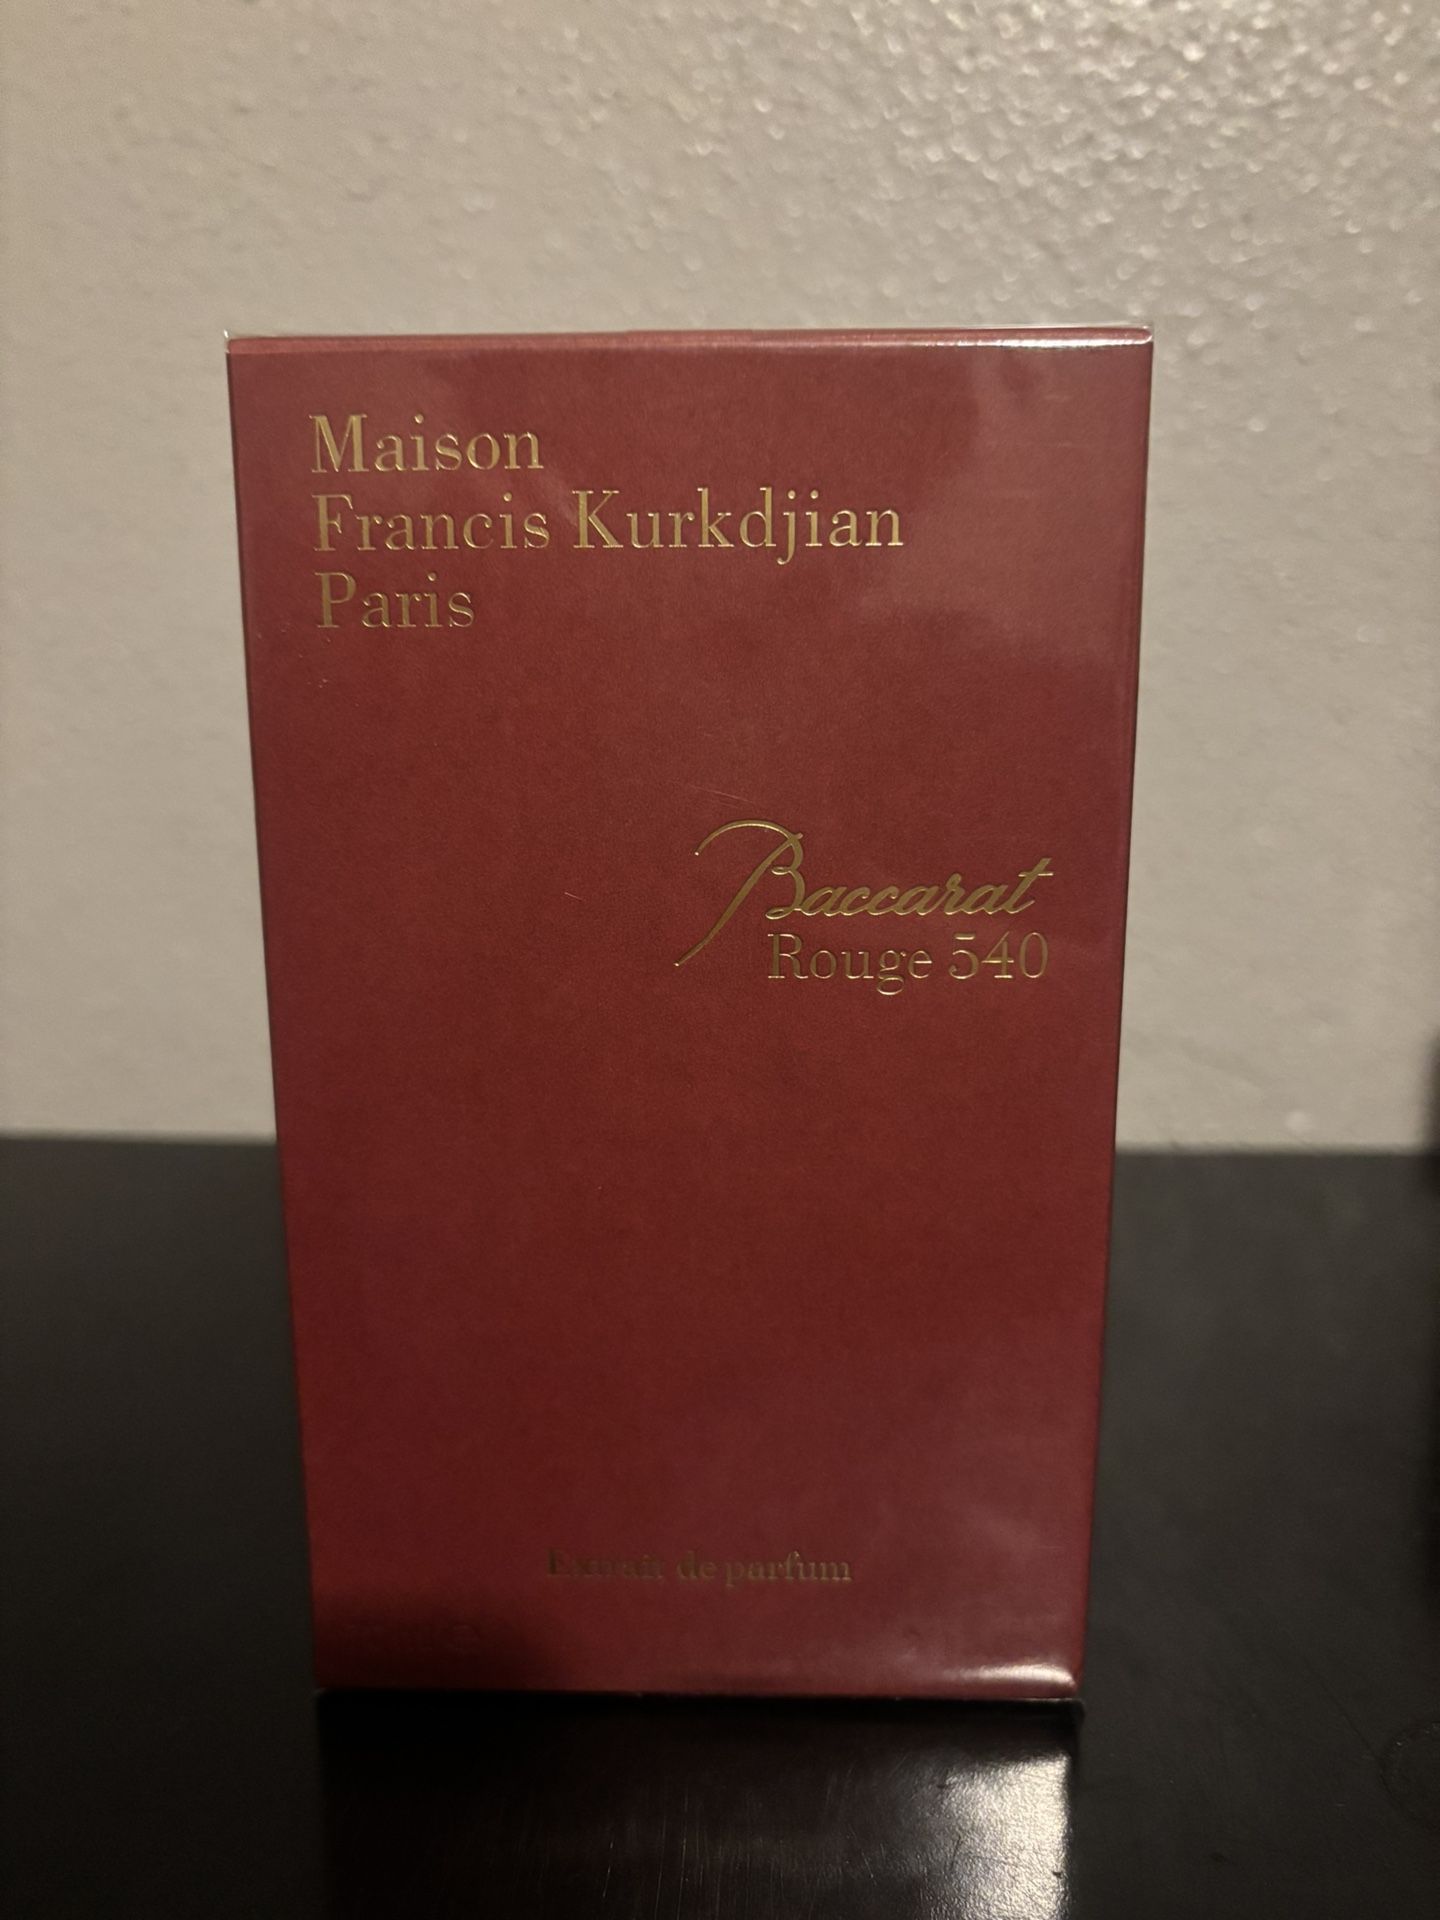 Maison
Francis Kurkdjian
Paris
Baccarat
Rouge 540
Extrait de parfum